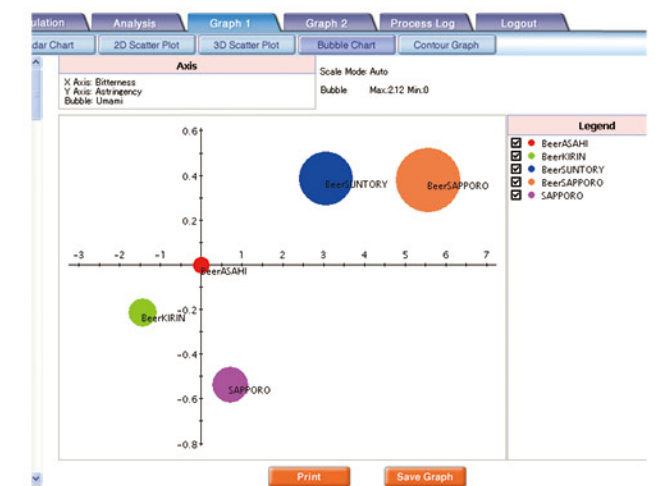 ulation Analysis Graph 1 Graph 2 Process Log Logout
dar Chart 2D Scatter Plot 3D Scatter Plot Bubble Chart Contour Graph
Axis
X Axis: Bitterness
Y Axis: Astringency
Bubble: Umami
Scale Mode: Auto
Bubble Max:2.12 Min:0
Legend
BeerASAHI
BeerKIRIN
BeerSUNTORY
BeerSAPPORO
SAPPORO
0.6
0.4
BeerSUNTORY
BeerSAPPORO
0.2
-3 -2 -1 1 2 3 4 5 6 7
BeerASAHI
-0.2
BeerKIRIN
-0.4
SAPPORO
-0.6
-0.8
Print Save Graph